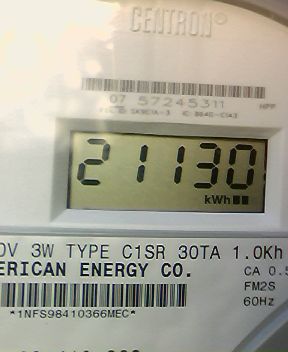 CENTRON®
07 57245311 HPP
21130
kWh
0V 3W TYPE C1SR 30TA 1.0Kh
ERICAN ENERGY CO. CA 0.5
FM2S
60Hz
*1NFS98410366MEC*